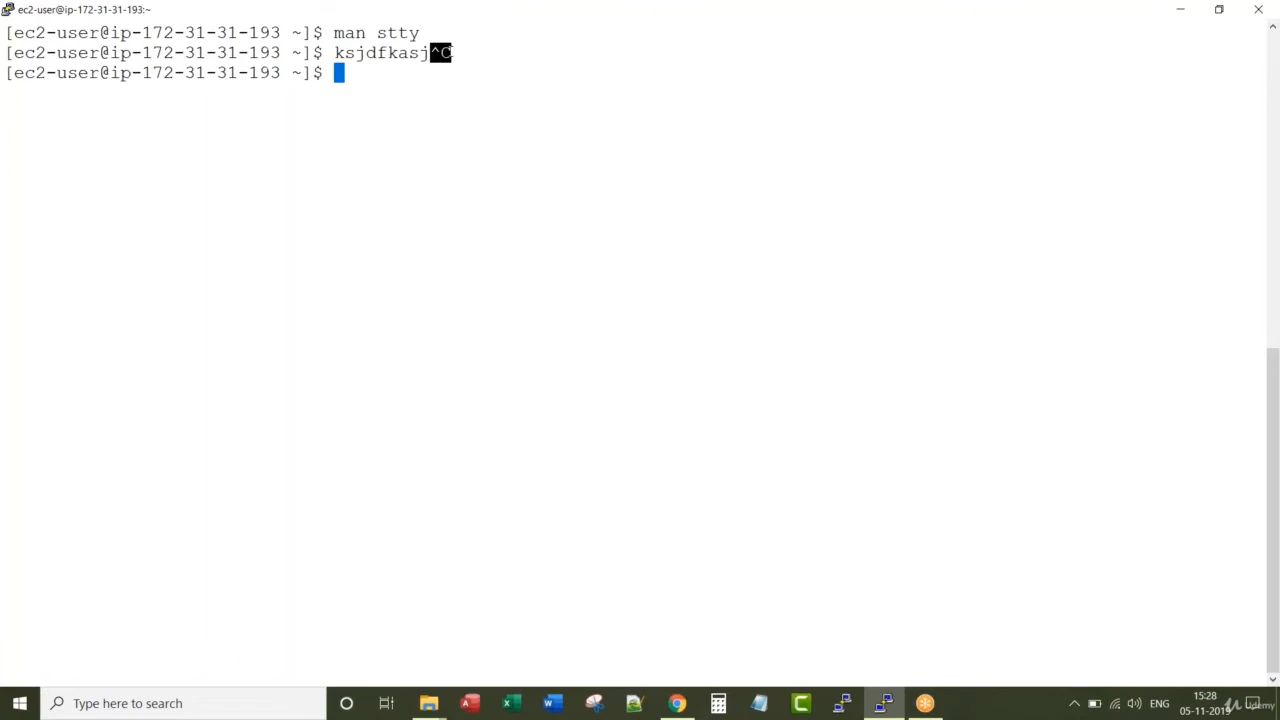 ec2-user@ip-172-31-31-193:~
[ec2-user@ip-172-31-31-193 ~]$ man stty
[ec2-user@ip-172-31-31-193 ~]$ ksjdfkasj^C
[ec2-user@ip-172-31-31-193 ~]$
Type here to search
ENG
15:28
05-11-2019
Udemy